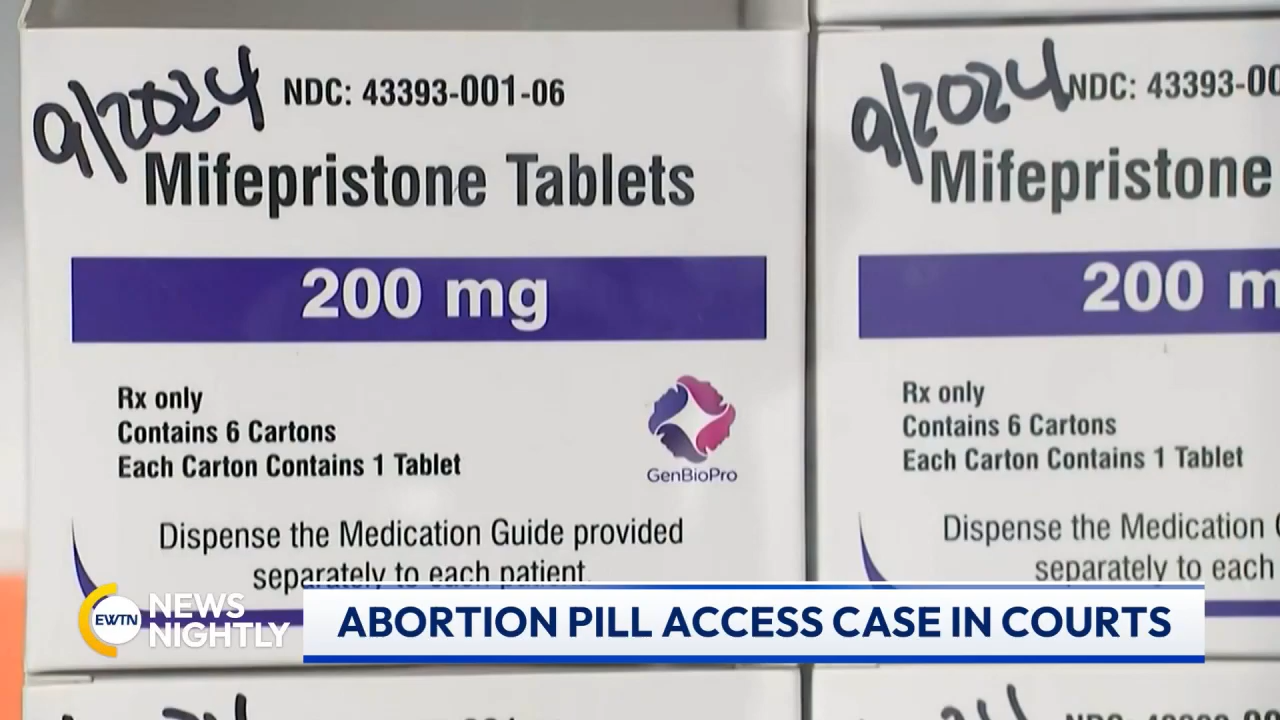 9/2024
NDC: 43393-001-06
Mifepristone Tablets
200 mg
Rx only
Contains 6 Cartons
Each Carton Contains 1 Tablet
GenBioPro
Dispense the Medication Guide provided
separately to each patient.
9/2024
NDC: 43393-00
Mifepristone
200 m
Rx only
Contains 6 Cartons
Each Carton Contains 1 Tablet
Dispense the Medication
separately to each
EWTN
NEWS
NIGHTLY
ABORTION PILL ACCESS CASE IN COURTS